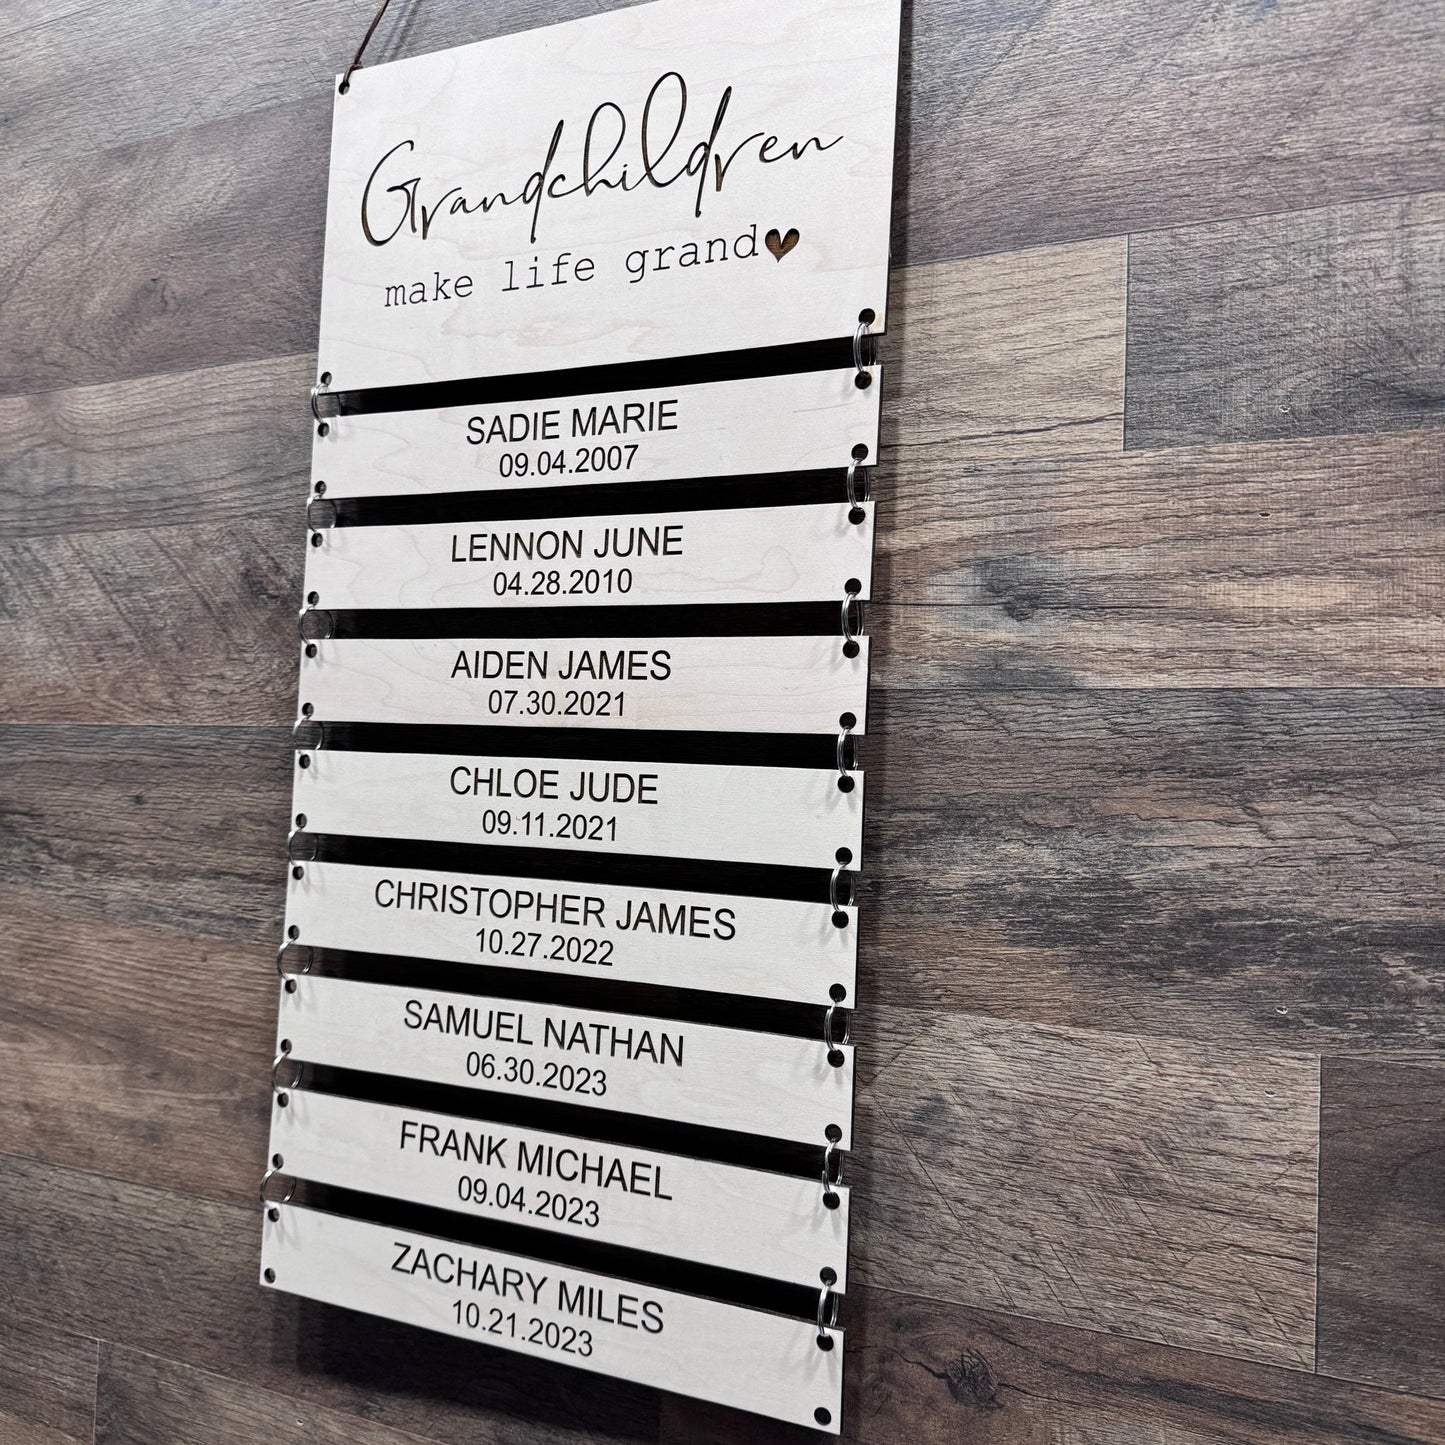 Grandchildren
make life grand♥
SADIE MARIE
09.04.2007
LENNON JUNE
04.28.2010
AIDEN JAMES
07.30.2021
CHLOE JUDE
09.11.2021
CHRISTOPHER JAMES
10.27.2022
SAMUEL NATHAN
06.30.2023
FRANK MICHAEL
09.04.2023
ZACHARY MILES
10.21.2023